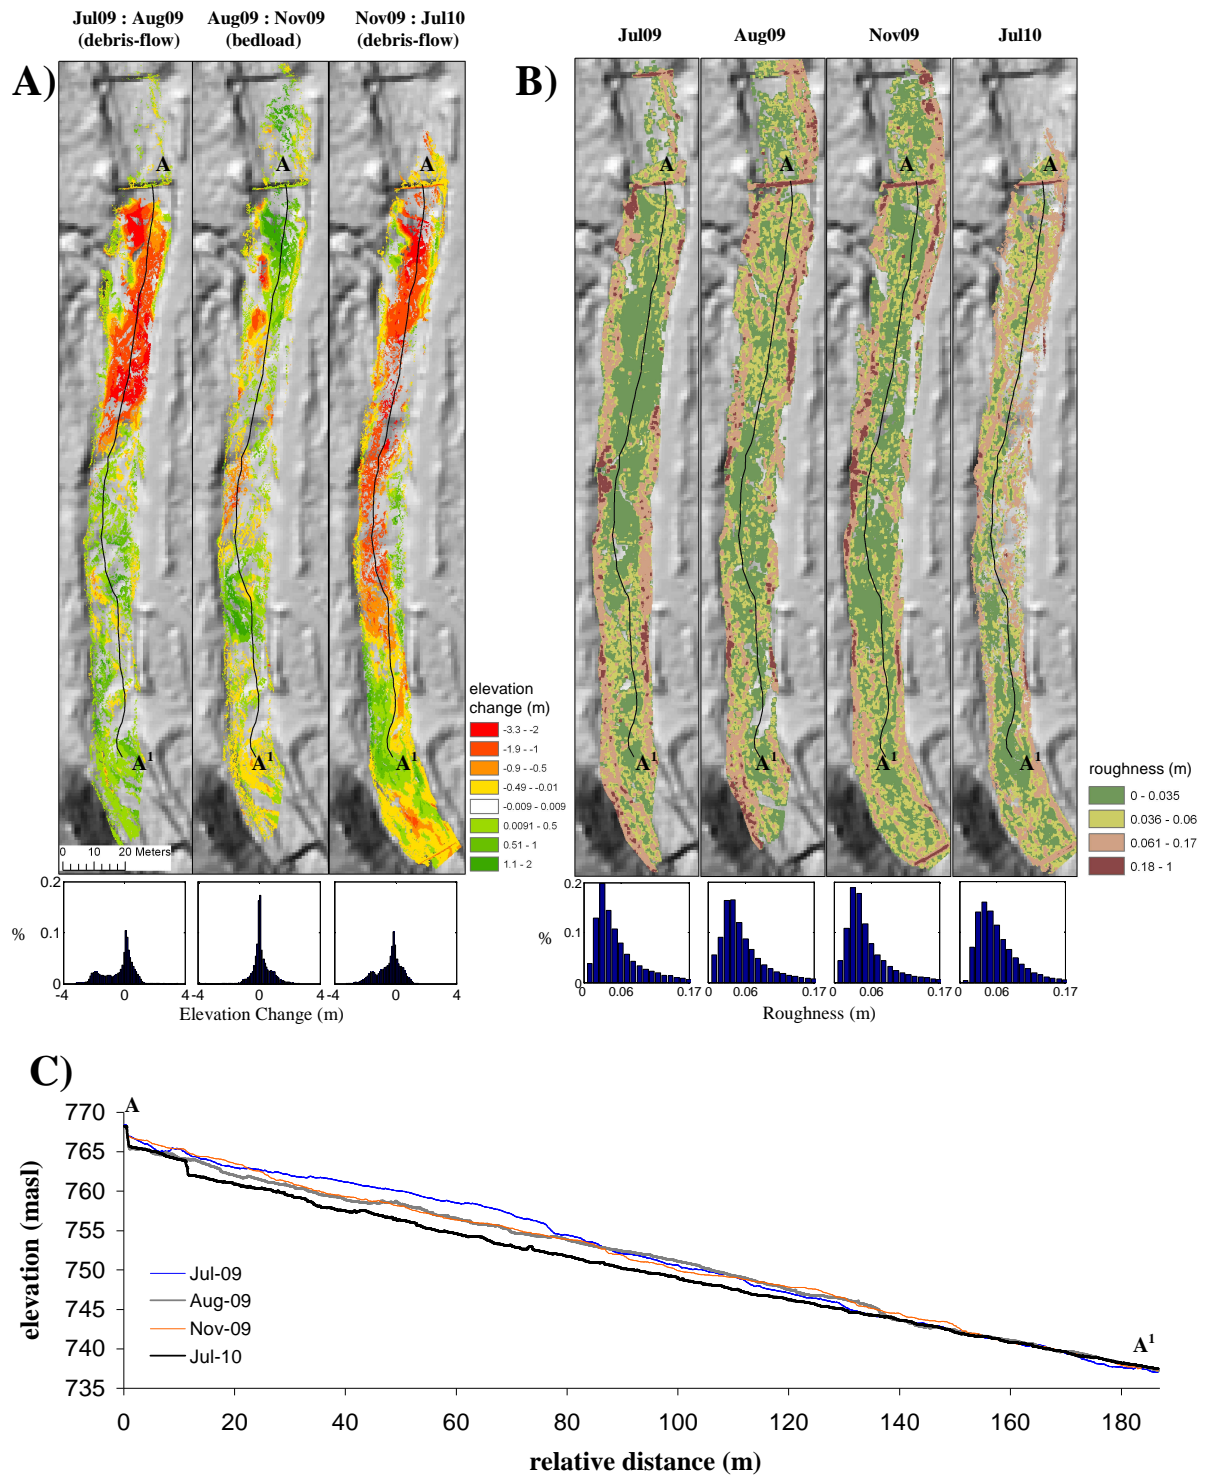 Jul09 : Aug09
(debris-flow)
Aug09 : Nov09
(bedload)
Nov09 : Jul10
(debris-flow)
Jul09
Aug09
Nov09
Jul10
A)
B)
A
A
A
A
A
A
A
A1
A1
A1
A1
A1
A1
A1
elevation
change (m)
-3.3 - -2
-1.9 - -1
-0.9 - -0.5
-0.49 - -0.01
-0.009 - 0.009
0.0091 - 0.5
0.51 - 1
1.1 - 2
roughness (m)
0 - 0.035
0.036 - 0.06
0.061 - 0.17
0.18 - 1
0 10 20 Meters
0.2
%
0.1
0
-4 0 4
-4 0 4
-4 0 4
Elevation Change (m)
0.2
%
0.1
0
0 0.06 0.17
0 0.06 0.17
0 0.06 0.17
0 0.06 0.17
Roughness (m)
C)
A
770
765
760
755
750
745
740
735
elevation (masl)
Jul-09
Aug-09
Nov-09
Jul-10
A1
0 20 40 60 80 100 120 140 160 180
relative distance (m)